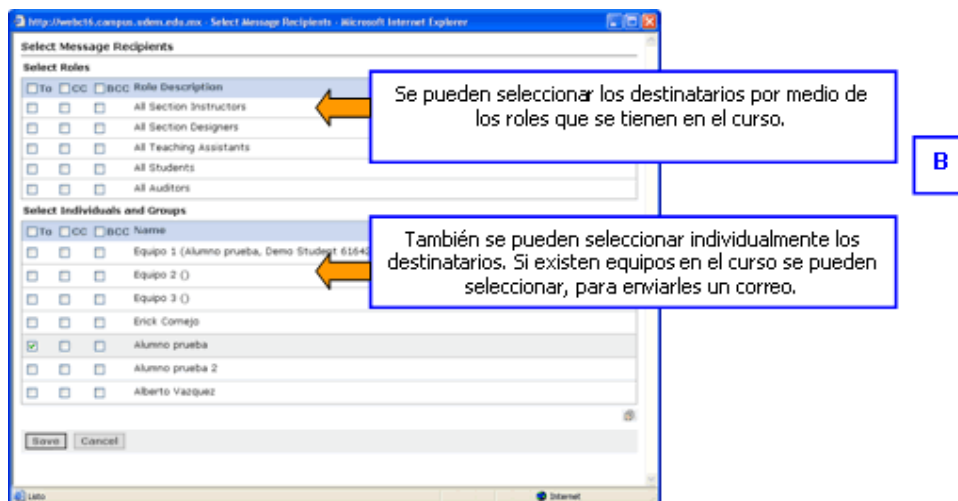 http://webct6.campus.udem.edu.mx - Select Message Recipients - Microsoft Internet Explorer
Select Message Recipients
Select Roles
To CC BCC Role Description
All Section Instructors
All Section Designers
All Teaching Assistants
All Students
All Auditors
Se pueden seleccionar los destinatarios por medio de
los roles que se tienen en el curso.
B
Select Individuals and Groups
To CC BCC Name
Equipo 1 (Alumno prueba, Demo Student 6164
Equipo 2 ()
Equipo 3 ()
Erick Cornejo
Alumno prueba
Alumno prueba 2
Alberto Vazquez
También se pueden seleccionar individualmente los
destinatarios. Si existen equipos en el curso se pueden
seleccionar, para enviarles un correo.
Save Cancel
Listo Internet